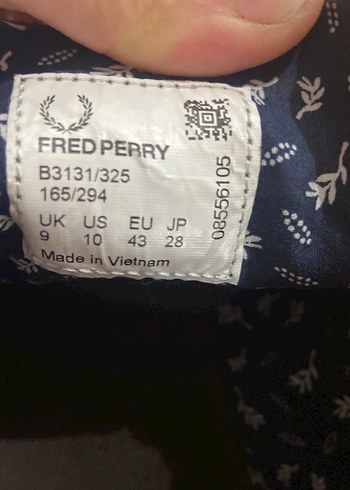 FRED PERRY
B3131/325
165/294
UK US EU JP
9 10 43 28
Made in Vietnam
08556105